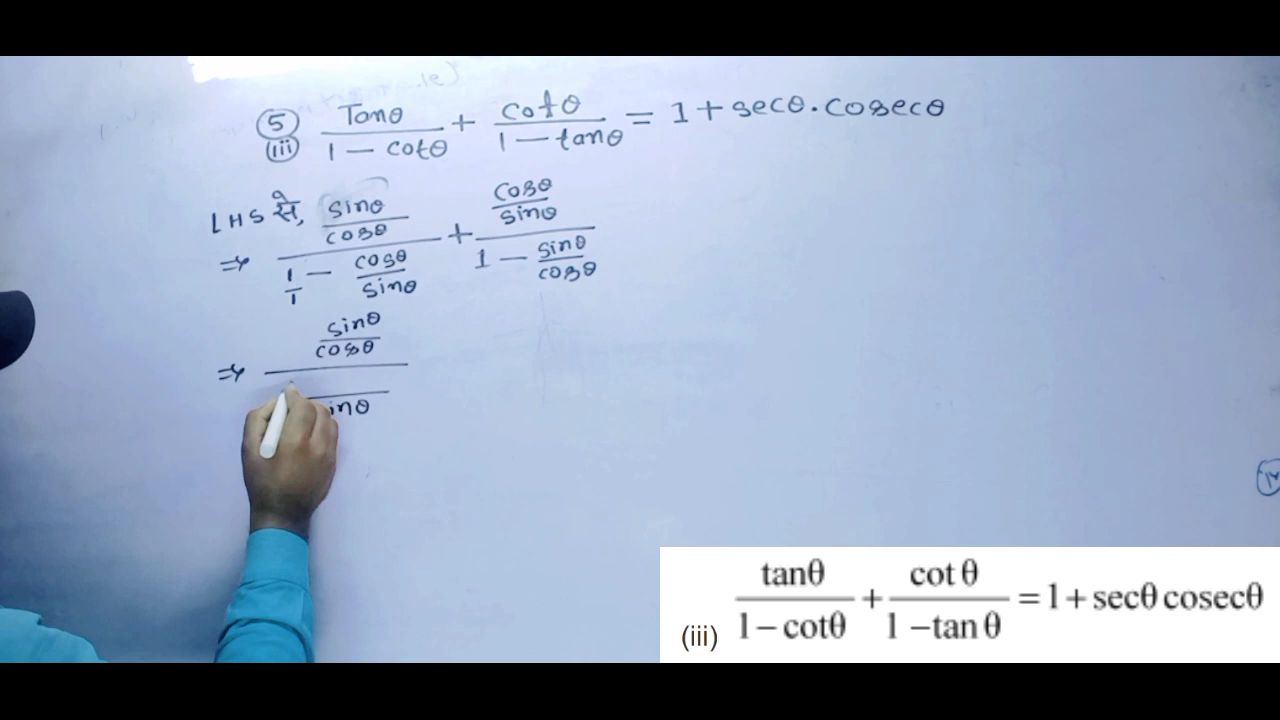 ⑤ Tanθ/(1 - cotθ) + cotθ/(1 - tanθ) = 1 + secθ.cosecθ
(iii)
LHS से, (sinθ/cosθ)/(1/1 - cosθ/sinθ) + (cosθ/sinθ)/(1 - sinθ/cosθ)
⇒
⇒ (sinθ/cosθ)/( /inθ)
(iii) tanθ/(1 - cotθ) + cotθ/(1 - tanθ) = 1 + secθ cosecθ